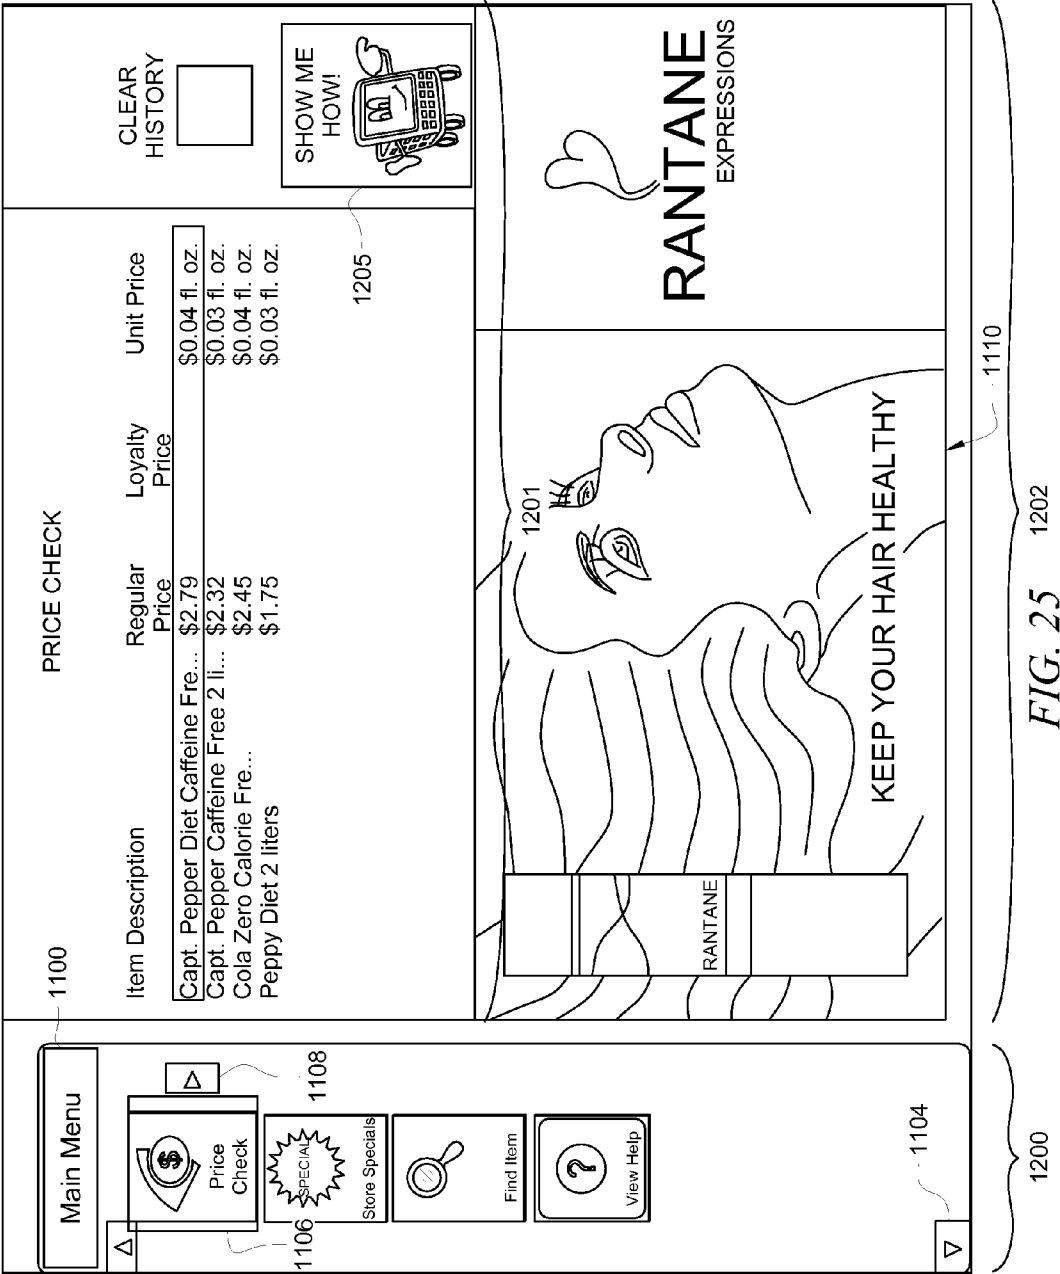 1100
Main Menu
PRICE CHECK
CLEAR
HISTORY
Item Description Regular Price Loyalty Price Unit Price
Capt. Pepper Diet Caffeine Fre... $2.79 $0.04 fl. oz.
Capt. Pepper Caffeine Free 2 li... $2.32 $0.03 fl. oz.
Cola Zero Calorie Fre... $2.45 $0.04 fl. oz.
Peppy Diet 2 liters $1.75 $0.03 fl. oz.
SHOW ME
HOW!
1205
$
Price
Check
1106
1108
SPECIAL
Store Specials
Find Item
?
View Help
1104
1201
RANTANE
KEEP YOUR HAIR HEALTHY
RANTANE
EXPRESSIONS
1110
1200
1202
FIG. 25